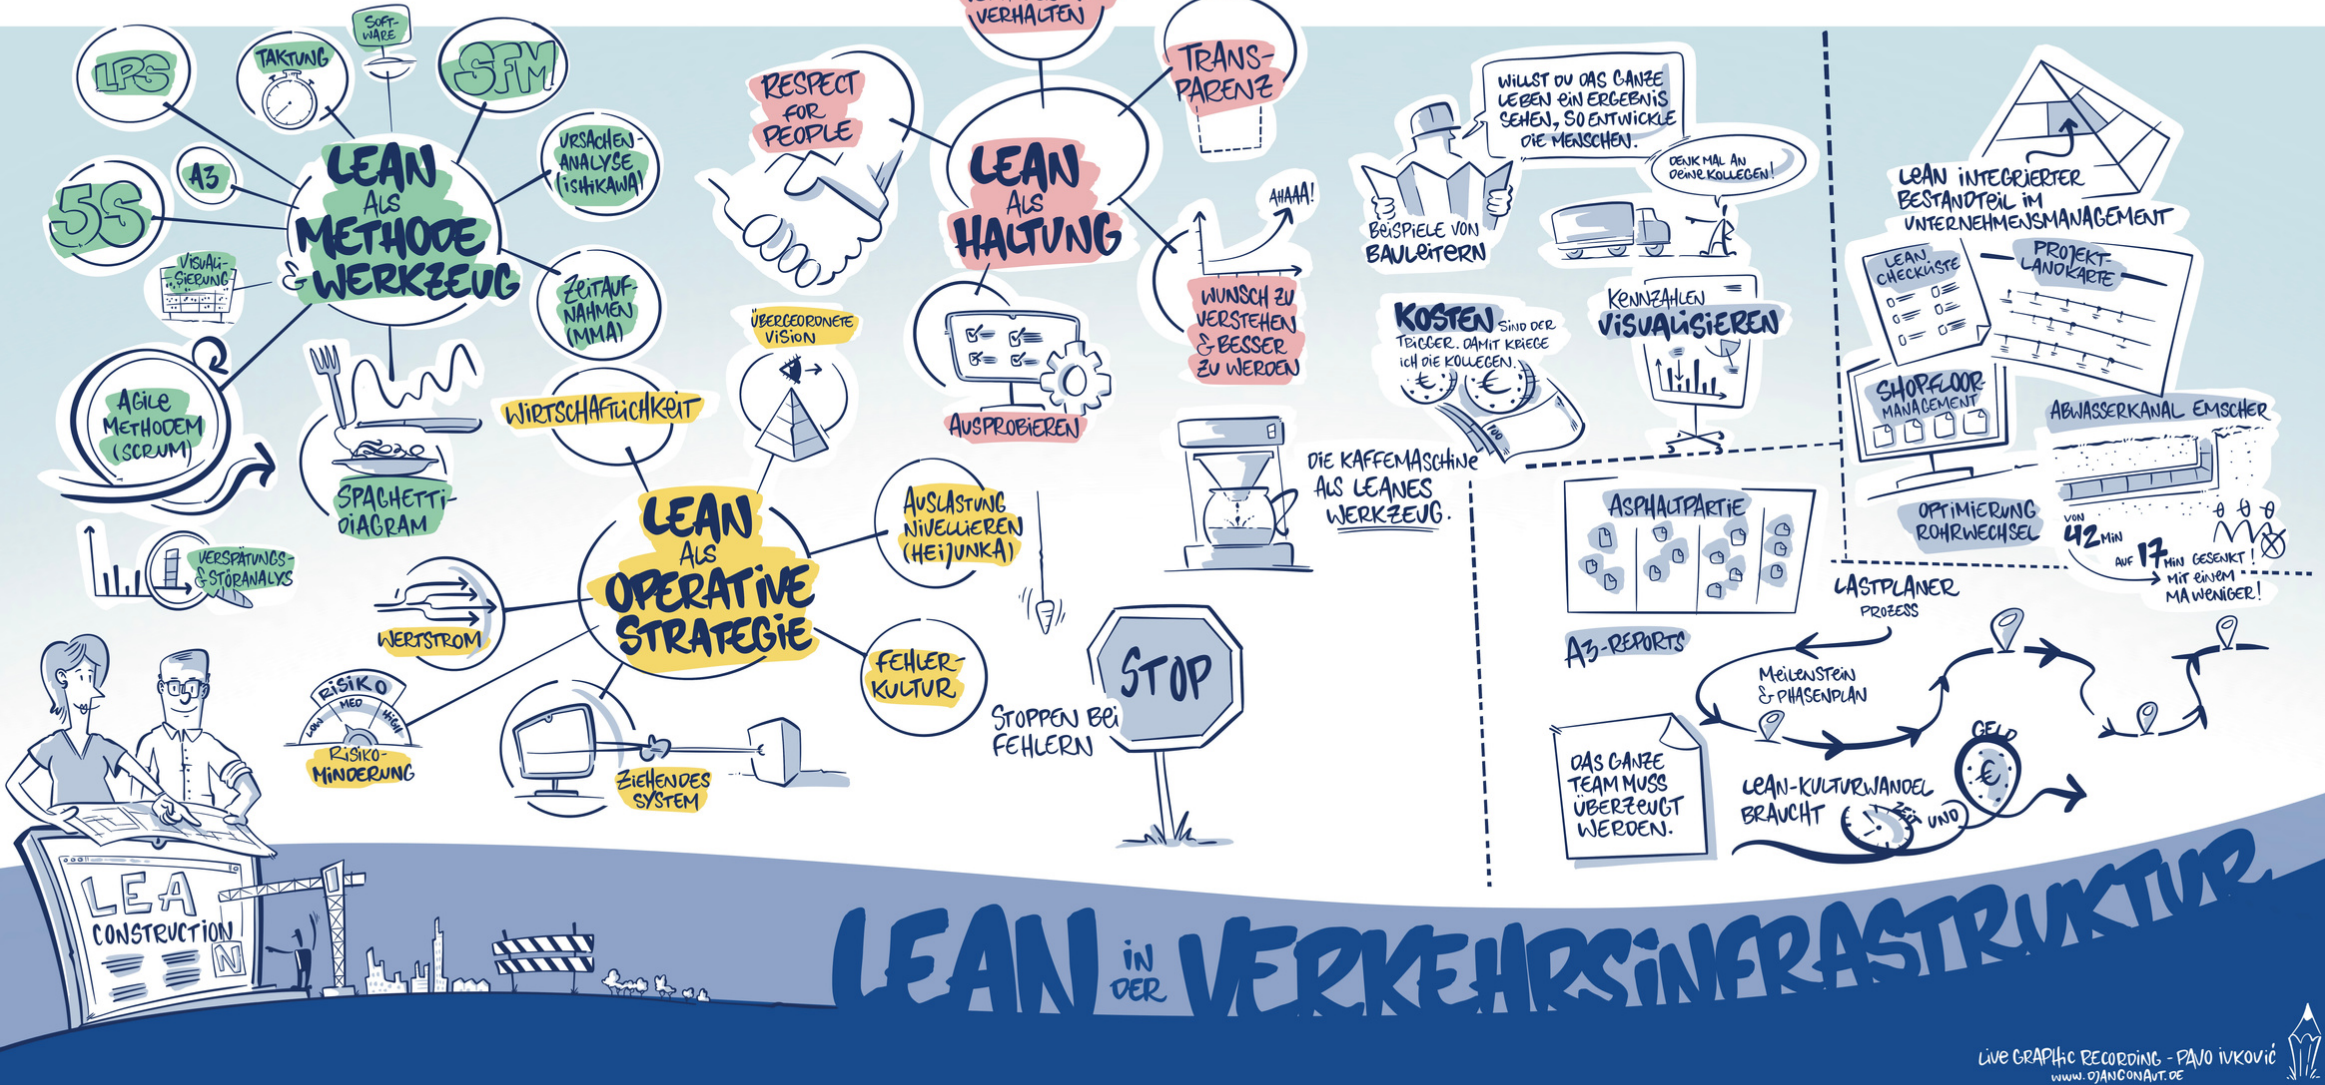 LPS
TAKTUNG
SOFT-
WARE
SFM
5S
A3
LEAN
ALS
METHODE
& WERKZEUG
URSACHEN-
ANALYSE
(ISHIKAWA)
VISUALI-
SIERUNG
ZEITAUF-
NAHMEN
(MMA)
AGILE
METHODEM
(SCRUM)
SPAGHETTI-
DIAGRAM
VERSPÄTUNGS-
& STÖRANALYS
VERHALTEN
RESPECT
FOR
PEOPLE
TRANS-
PARENZ
LEAN
ALS
HALTUNG
AHAAA!
WUNSCH ZU
VERSTEHEN
& BESSER
ZU WERDEN
AUSPROBIEREN
ÜBERGEORDNETE
VISION
WIRTSCHAFTLICHKEIT
LEAN
ALS
OPERATIVE
STRATEGIE
AUSLASTUNG
NIVELLIEREN
(HEIJUNKA)
WERTSTROM
FEHLER-
KULTUR
RISIKO
LOW
MED
HIGH
RISIKO-
MINDERUNG
ZIEHENDES
SYSTEM
STOP
STOPPEN BEI
FEHLERN
DIE KAFFEMASCHINE
ALS LEANES
WERKZEUG.
WILLST DU DAS GANZE
LEBEN EIN ERGEBNIS
SEHEN, SO ENTWICKLE
DIE MENSCHEN.
DENK MAL AN
DEINE KOLLEGEN!
BEISPIELE VON
BAULEITERN
KOSTEN SIND DER
TRIGGER. DAMIT KRIEGE
ICH DIE KOLLEGEN.
€
€
100
KENNZAHLEN
VISUALISIEREN
LEAN INTEGRIERTER
BESTANDTEIL IM
UNTERNEHMENSMANAGEMENT
LEAN
CHECKLISTE
PROJEKT-
LANDKARTE
SHOPFLOOR-
MANAGEMENT
ABWASSERKANAL EMSCHER
OPTIMIERUNG
ROHRWECHSEL
VON
42 MIN
AUF 17 MIN GESENKT!
MIT EINEM
MA WENIGER!
ASPHALTPARTIE
A3-REPORTS
LASTPLANER
PROZESS
MEILENSTEIN
& PHASENPLAN
DAS GANZE
TEAM MUSS
ÜBERZEUGT
WERDEN.
LEAN-KULTURWANDEL
BRAUCHT
ZEIT
UND
GELD
€
LEA
CONSTRUCTION
N
LEAN IN DER VERKEHRSINFRASTRUKTUR
LIVE GRAPHIC RECORDING - PAVO IVKOVIĆ
WWW.DJANGONAUT.DE